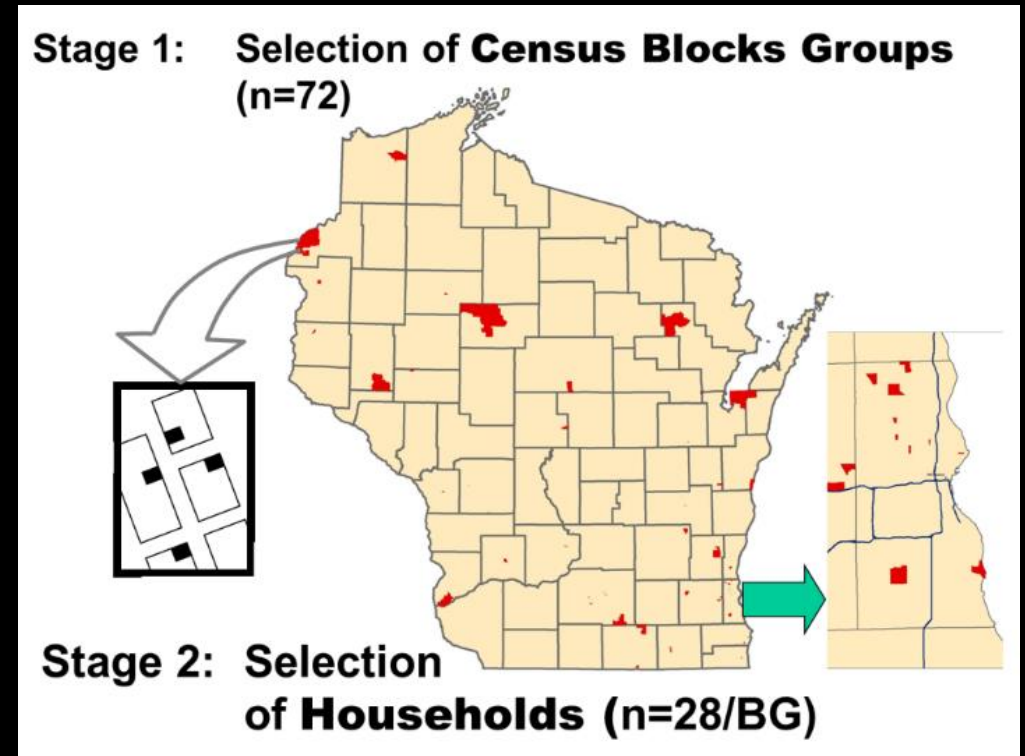 Stage 1: Selection of Census Blocks Groups
(n=72)
Stage 2: Selection
of Households (n=28/BG)